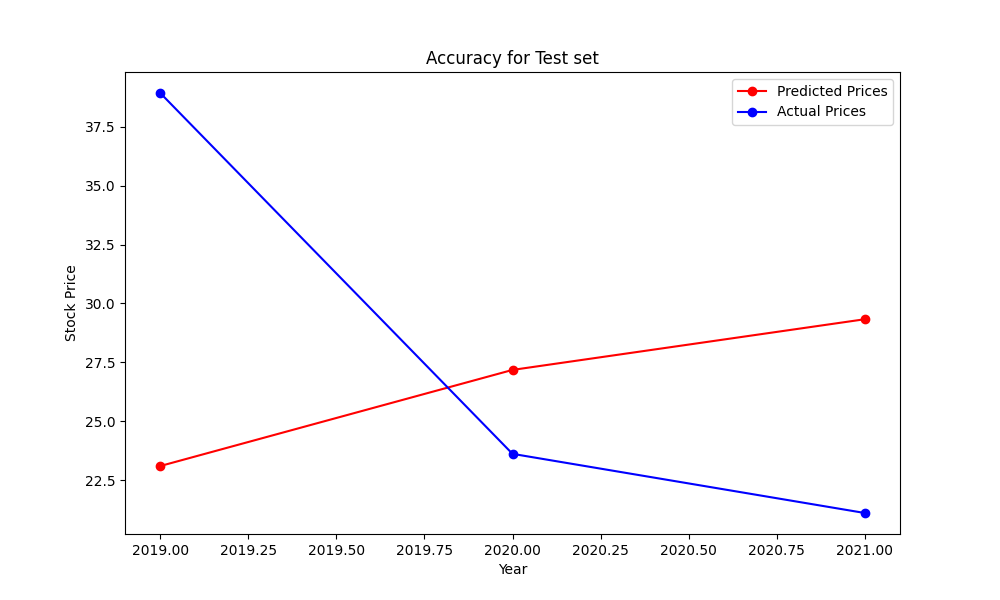 Accuracy for Test set
Predicted Prices
Actual Prices
37.5
35.0
32.5
30.0
27.5
25.0
22.5
Stock Price
2019.00 2019.25 2019.50 2019.75 2020.00 2020.25 2020.50 2020.75 2021.00
Year